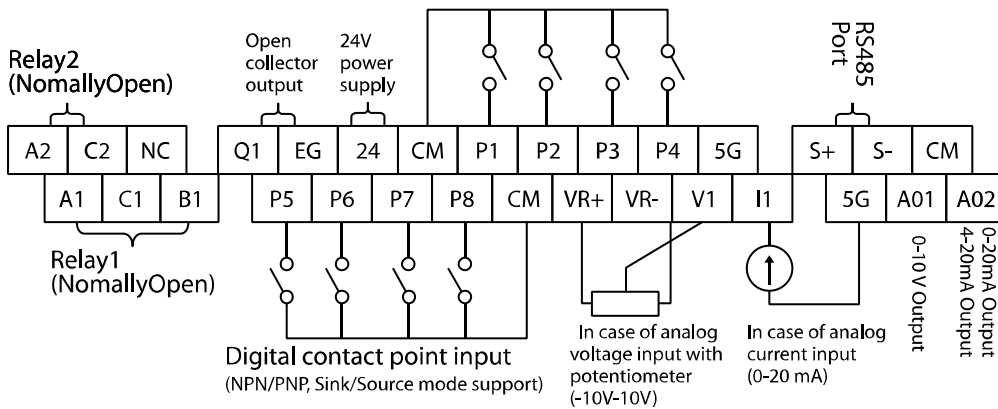 Relay2
(NomallyOpen)
Open
collector
output
24V
power
supply
RS485
Port
A2 C2 NC
Q1 EG 24 CM P1 P2 P3 P4 5G
S+ S- CM
A1 C1 B1
P5 P6 P7 P8 CM VR+ VR- V1 I1
5G A01 A02
Relay1
(NomallyOpen)
Digital contact point input
(NPN/PNP, Sink/Source mode support)
In case of analog
voltage input with
potentiometer
(-10V-10V)
In case of analog
current input
(0-20 mA)
0-10 V Output
0-20mA Output
4-20mA Output